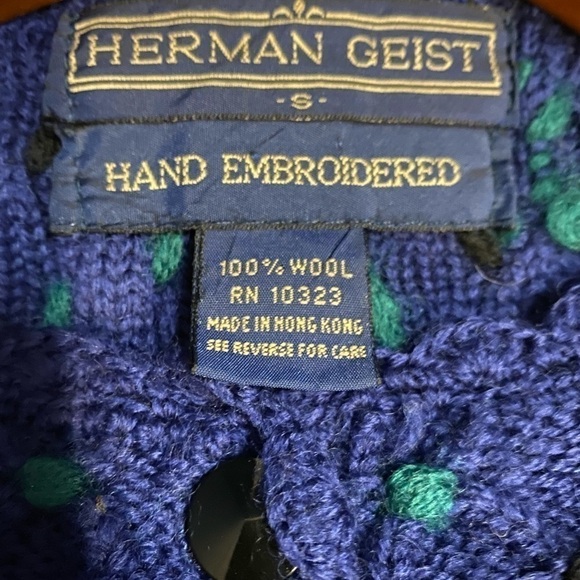 HERMAN GEIST
- S -
HAND EMBROIDERED
100% WOOL
RN 10323
MADE IN HONG KONG
SEE REVERSE FOR CARE